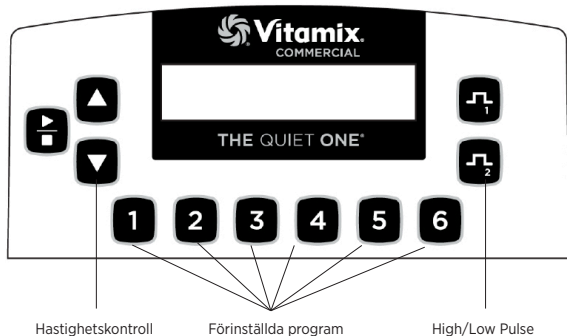 Vitamix.
COMMERCIAL
THE QUIET ONE®
1
2
1 2 3 4 5 6
Hastighetskontroll Förinställda program High/Low Pulse